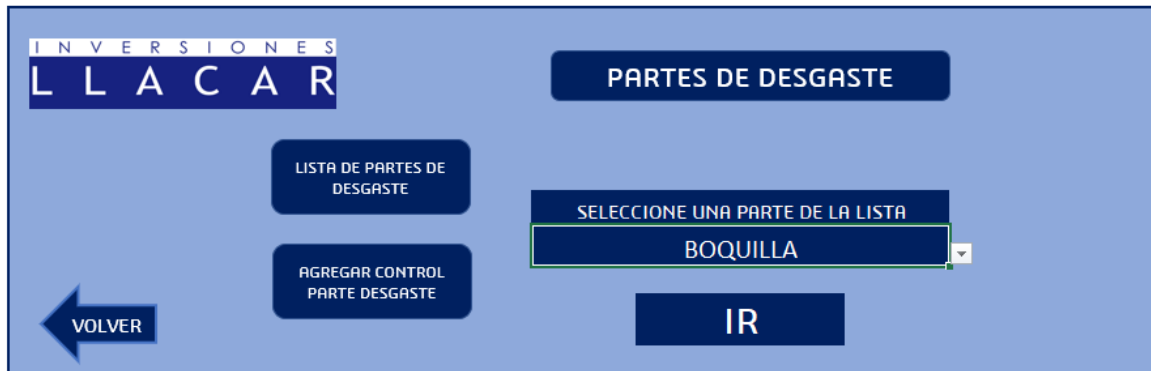 INVERSIONES
LLACAR
PARTES DE DESGASTE
LISTA DE PARTES DE
DESGASTE
SELECCIONE UNA PARTE DE LA LISTA
BOQUILLA
AGREGAR CONTROL
PARTE DESGASTE
VOLVER
IR